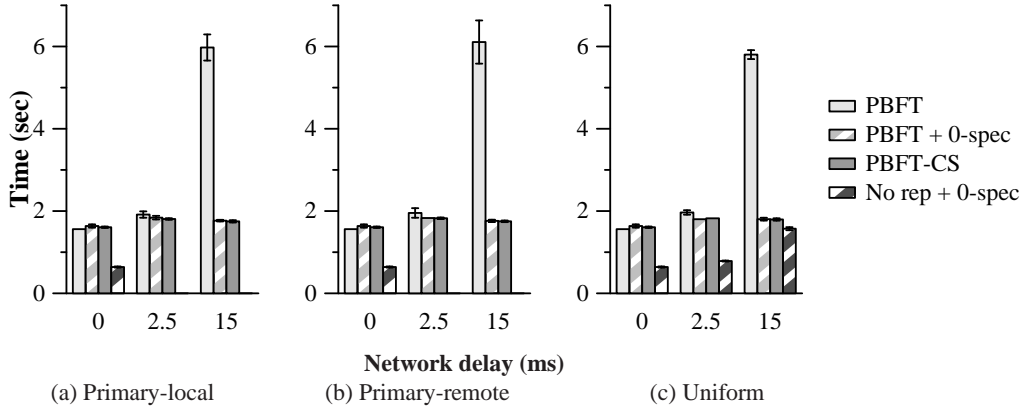 Time (sec)
6
4
2
0
0 2.5 15
6
4
2
0
0 2.5 15
6
4
2
0
0 2.5 15
PBFT
PBFT + 0-spec
PBFT-CS
No rep + 0-spec
Network delay (ms)
(a) Primary-local
(b) Primary-remote
(c) Uniform